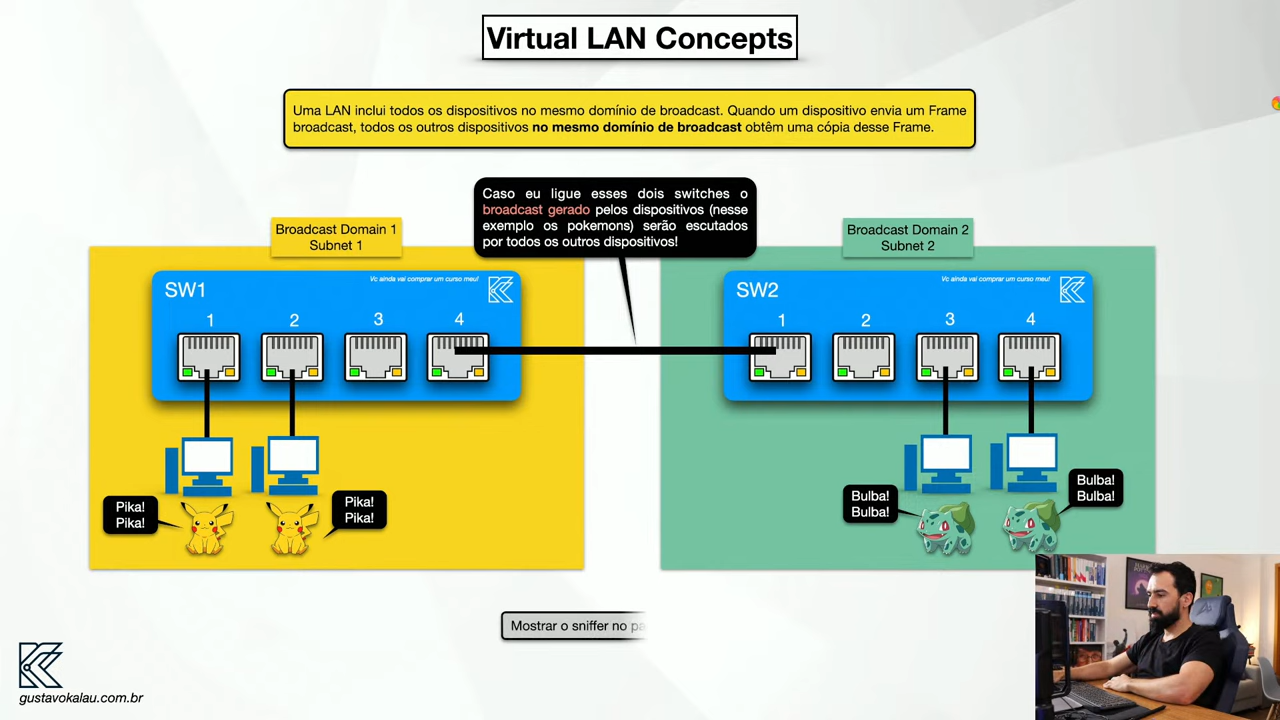 Virtual LAN Concepts
Uma LAN inclui todos os dispositivos no mesmo domínio de broadcast. Quando um dispositivo envia um Frame
broadcast, todos os outros dispositivos no mesmo domínio de broadcast obtêm uma cópia desse Frame.
Caso eu ligue esses dois switches o
broadcast gerado pelos dispositivos (nesse
exemplo os pokemons) serão escutados
por todos os outros dispositivos!
Broadcast Domain 1
Subnet 1
Broadcast Domain 2
Subnet 2
SW1
Vc ainda vai comprar um curso meu!
1 2 3 4
SW2
Vc ainda vai comprar um curso meu!
1 2 3 4
Pika!
Pika!
Pika!
Pika!
Bulba!
Bulba!
Bulba!
Bulba!
Mostrar o sniffer no
gustavokalau.com.br